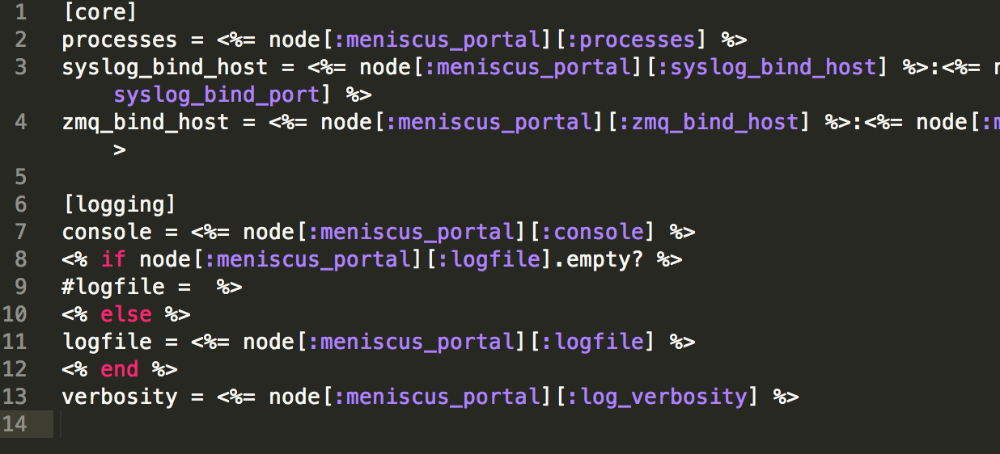 1 [core]
2 processes = <%= node[:meniscus_portal][:processes] %>
3 syslog_bind_host = <%= node[:meniscus_portal][:syslog_bind_host] %>:<%=
syslog_bind_port] %>
4 zmq_bind_host = <%= node[:meniscus_portal][:zmq_bind_host] %>:<%= node[:
>
5
6 [logging]
7 console = <%= node[:meniscus_portal][:console] %>
8 <% if node[:meniscus_portal][:logfile].empty? %>
9 #logfile =  %>
10 <% else %>
11 logfile = <%= node[:meniscus_portal][:logfile] %>
12 <% end %>
13 verbosity = <%= node[:meniscus_portal][:log_verbosity] %>
14